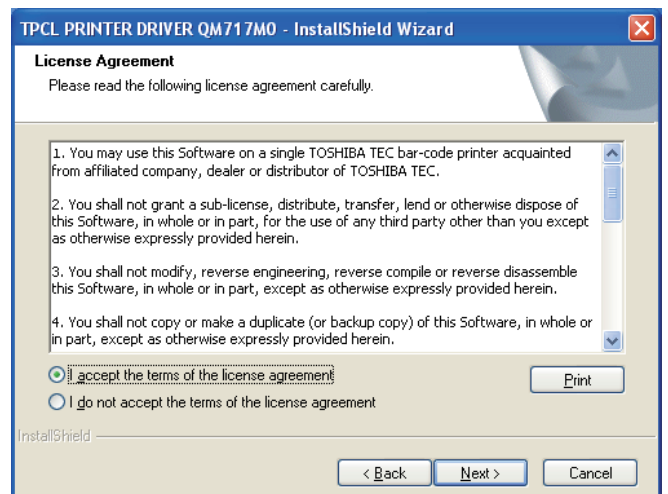 TPCL PRINTER DRIVER QM717M0 - InstallShield Wizard
License Agreement
Please read the following license agreement carefully.
1. You may use this Software on a single TOSHIBA TEC bar-code printer acquainted
from affiliated company, dealer or distributor of TOSHIBA TEC.
2. You shall not grant a sub-license, distribute, transfer, lend or otherwise dispose of
this Software, in whole or in part, for the use of any third party other than you except
as otherwise expressly provided herein.
3. You shall not modify, reverse engineering, reverse compile or reverse disassemble
this Software, in whole or in part, except as otherwise expressly provided herein.
4. You shall not copy or make a duplicate (or backup copy) of this Software, in whole or
in part, except as otherwise expressly provided herein.
I accept the terms of the license agreement
Print
I do not accept the terms of the license agreement
InstallShield
< Back Next > Cancel